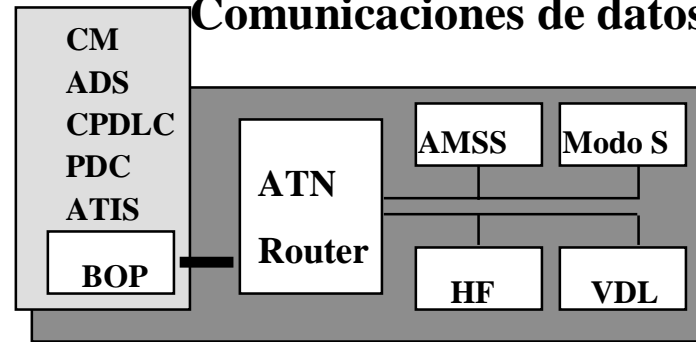 Comunicaciones de datos
CM
ADS
CPDLC
PDC
ATIS
BOP
ATN
Router
AMSS
Modo S
HF
VDL